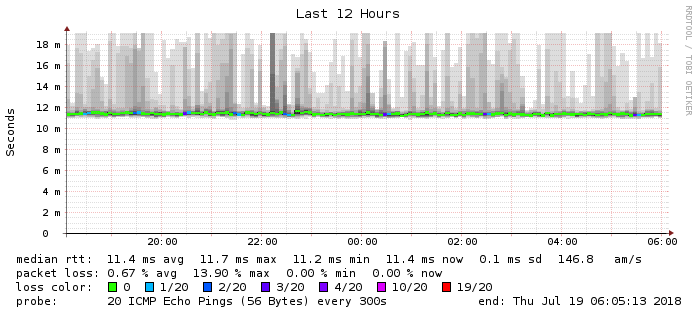 Last 12 Hours
RRDTOOL / TOBI OETIKER
Seconds
18 m
16 m
14 m
12 m
10 m
8 m
6 m
4 m
2 m
0
20:00 22:00 00:00 02:00 04:00 06:00
median rtt: 11.4 ms avg 11.7 ms max 11.2 ms min 11.4 ms now 0.1 ms sd 146.8 am/s
packet loss: 0.67 % avg 13.90 % max 0.00 % min 0.00 % now
loss color: 0 1/20 2/20 3/20 4/20 10/20 19/20
probe: 20 ICMP Echo Pings (56 Bytes) every 300s end: Thu Jul 19 06:05:13 2018